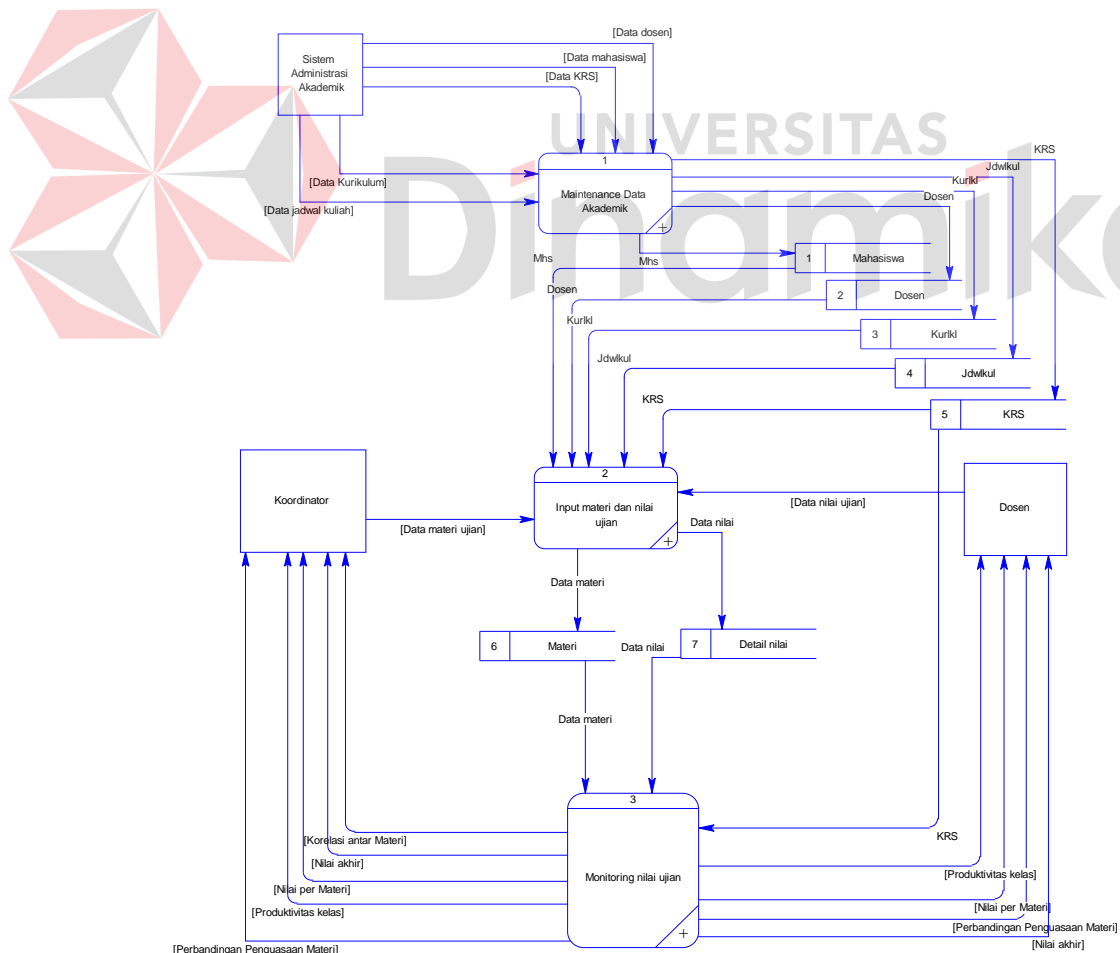 [Data dosen]
Sistem
Administrasi
Akademik
[Data mahasiswa]
[Data KRS]
UNIVERSITAS
Dinamika
1
KRS
Jdwlkul
Kurlkl
[Data Kurikulum]
Maintenance Data
Akademik
Dosen
[Data jadwal kuliah]
+
Mhs
Mhs
1
Mahasiswa
Dosen
2
Dosen
Kurlkl
3
Kurlkl
Jdwlkul
4
Jdwlkul
KRS
5
KRS
2
Koordinator
Input materi dan nilai
ujian
[Data nilai ujian]
Dosen
[Data materi ujian]
Data nilai
+
Data materi
6
Materi
Data nilai
7
Detail nilai
Data materi
3
[Korelasi antar Materi]
KRS
[Nilai akhir]
Monitoring nilai ujian
[Produktivitas kelas]
[Nilai per Materi]
[Produktivitas kelas]
[Nilai per Materi]
[Perbandingan Penguasaan Materi]
+
[Nilai akhir]
[Perbandingan Penguasaan Materi]